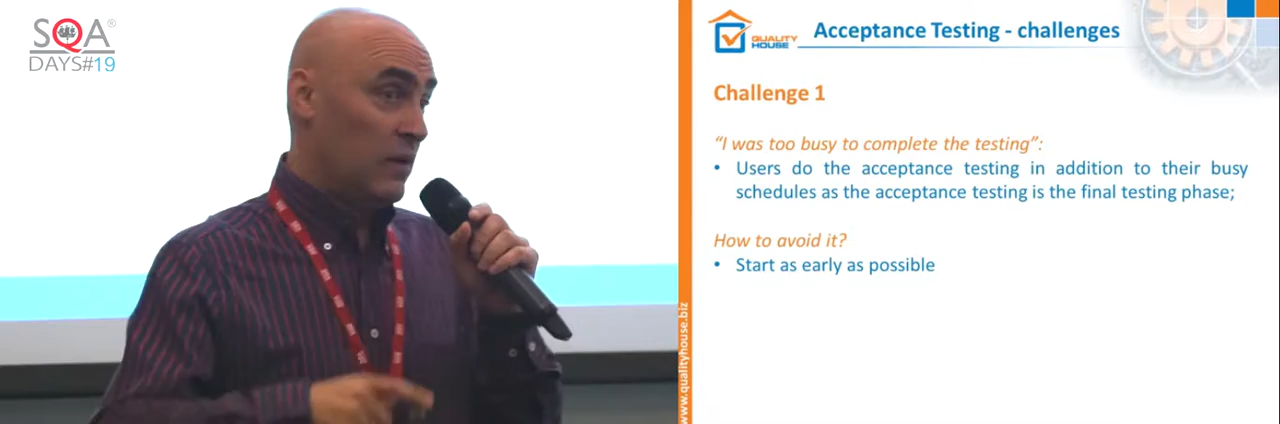 SQA®
DAYS#19
QUALITY
HOUSE
Acceptance Testing - challenges
Challenge 1
“I was too busy to complete the testing”:
• Users do the acceptance testing in addition to their busy
schedules as the acceptance testing is the final testing phase;
How to avoid it?
• Start as early as possible
www.qualityhouse.biz